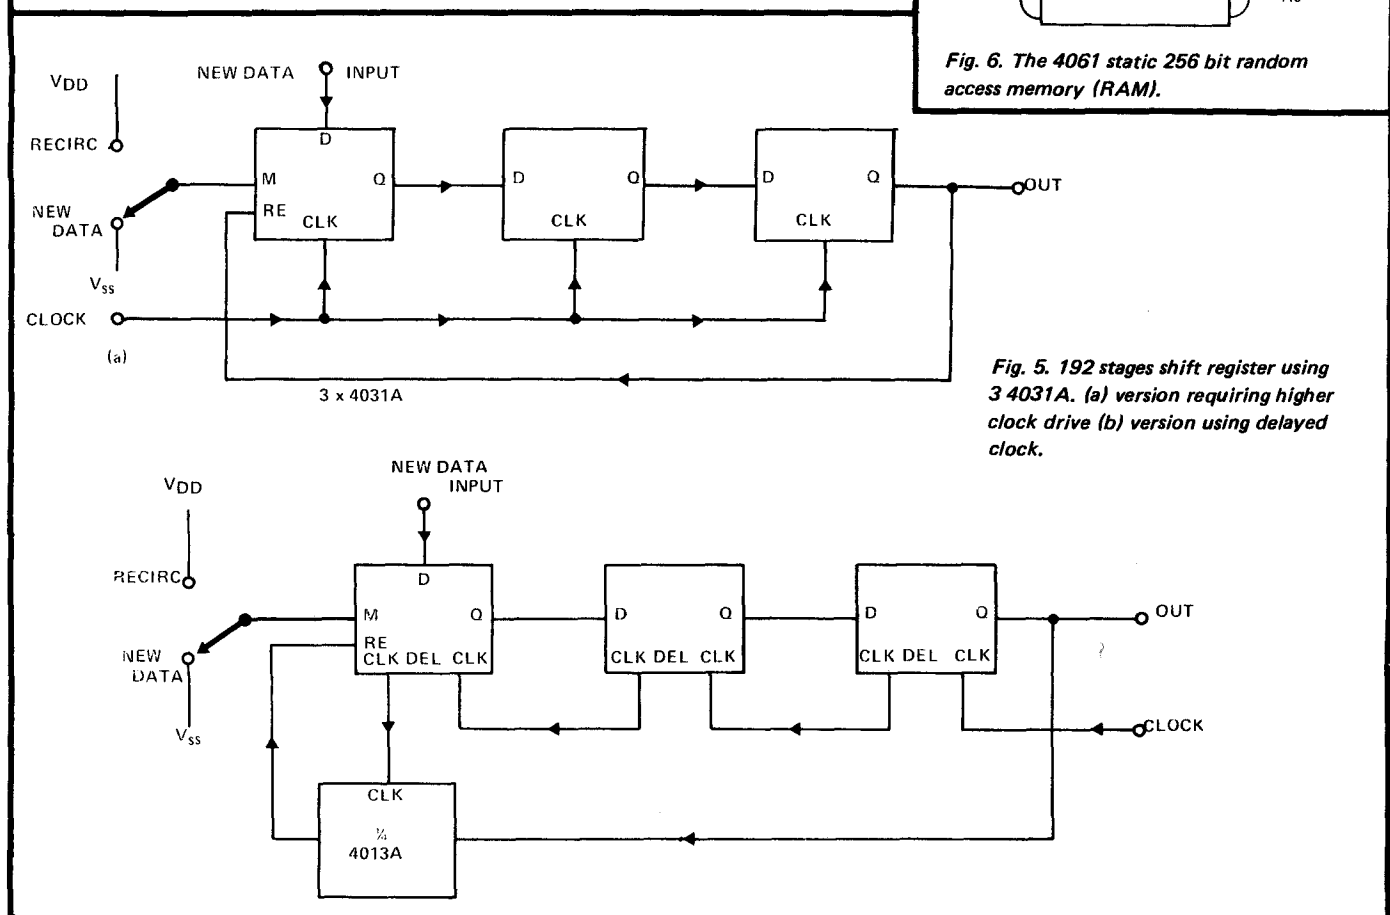 Fig. 6. The 4061 static 256 bit random
access memory (RAM).
NEW DATA INPUT
VDD
RECIRC
D
M Q D Q D Q
OUT
NEW
DATA
RE
CLK CLK CLK
Vss
CLOCK
(a)
3 x 4031A
Fig. 5. 192 stages shift register using
3 4031A. (a) version requiring higher
clock drive (b) version using delayed
clock.
NEW DATA
INPUT
VDD
RECIRC
D
M Q D Q D Q
OUT
RE
NEW
DATA
CLK DEL CLK CLK DEL CLK CLK DEL CLK
Vss
CLOCK
CLK
4013A